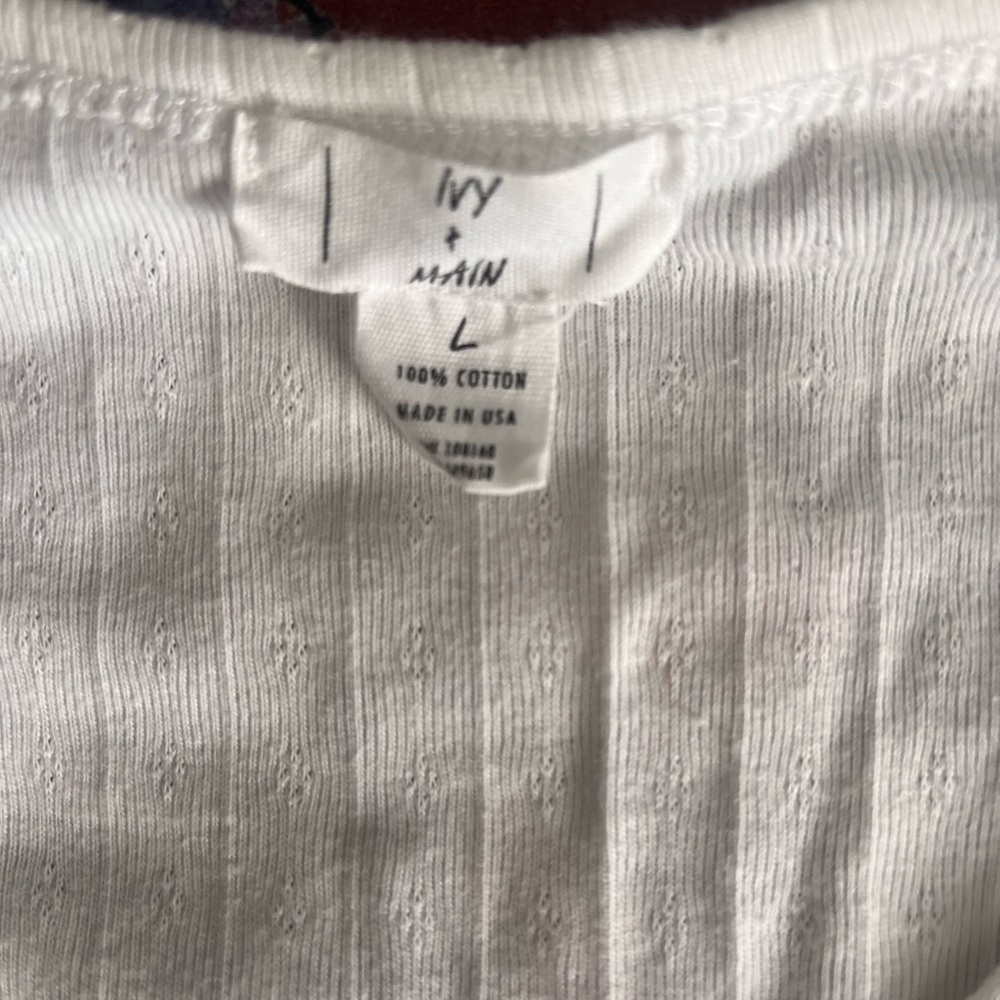 IVY
+
MAIN
L
100% COTTON
MADE IN USA